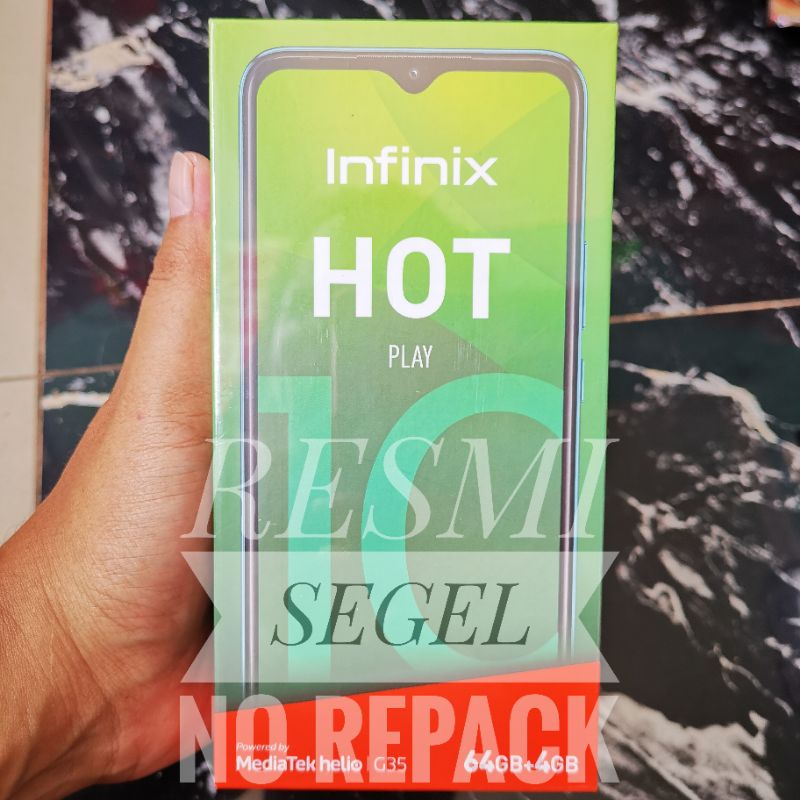 Infinix
HOT
PLAY
10
RESMI
SEGEL
NO REPACK
Powered by
MediaTek helio | G35
64GB+4GB